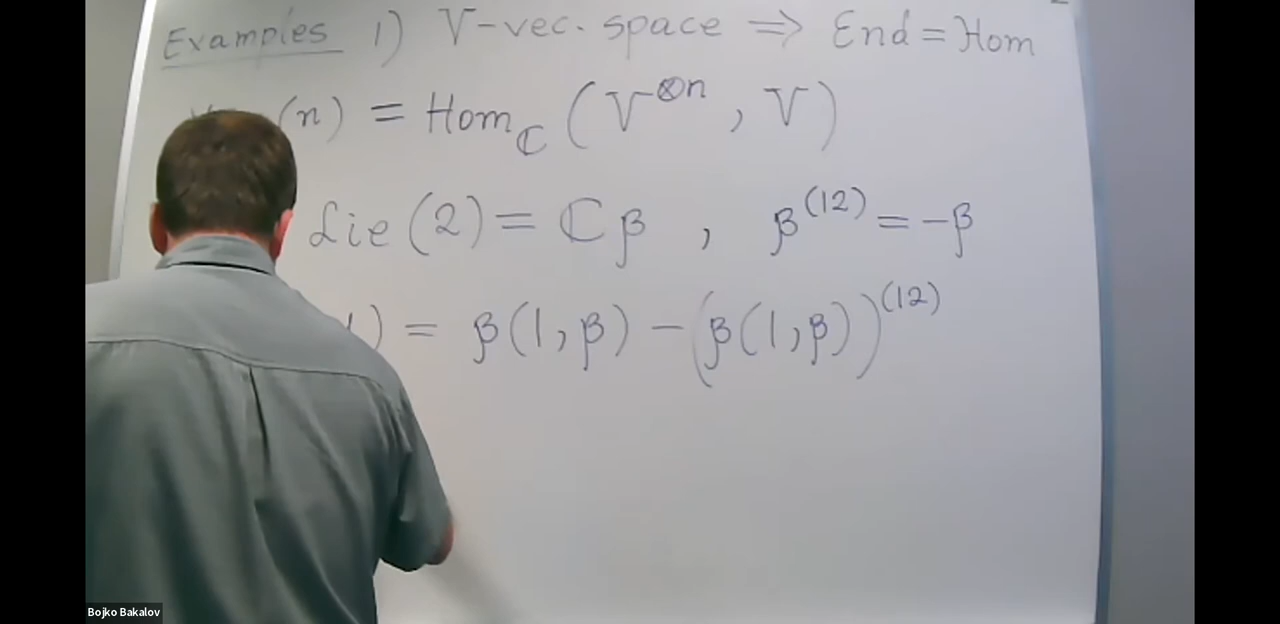 Examples 1) V-vec. space ⇒ End = Hom
(n) = Hom_ℂ (V^{⊗n}, V)
Lie(2) = ℂβ , β^{(12)} = -β
) = β(1,β) - (β(1,β))^{(12)}
Bojko Bakalov